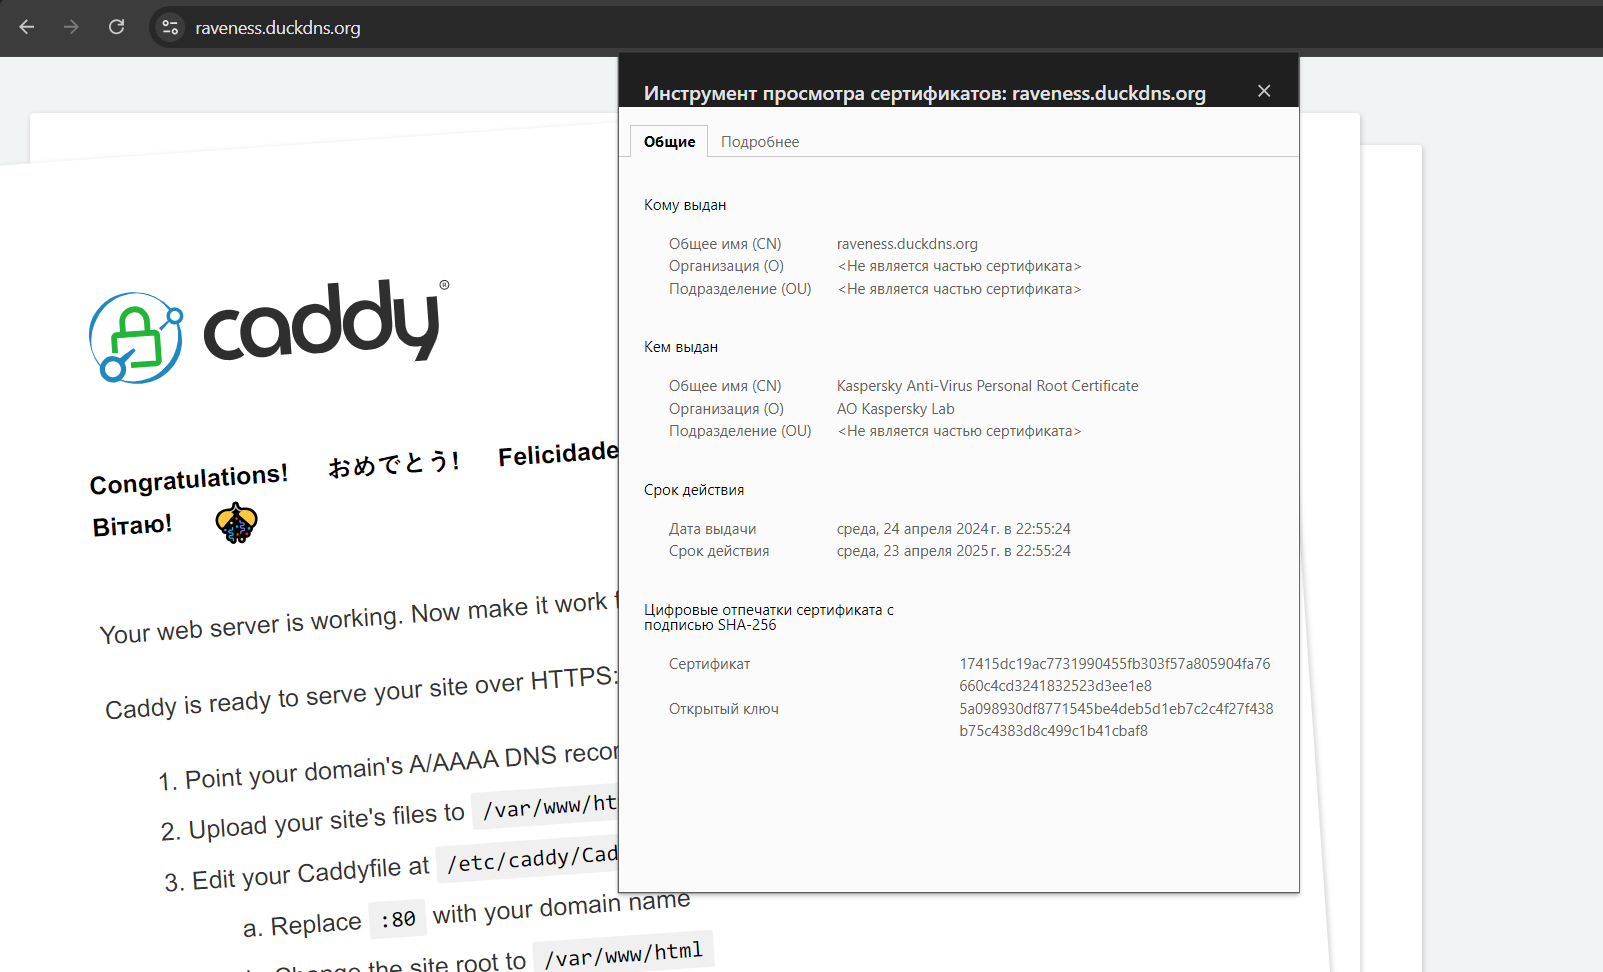 raveness.duckdns.org
Инструмент просмотра сертификатов: raveness.duckdns.org
Общие
Подробнее
Кому выдан
Общее имя (CN) raveness.duckdns.org
Организация (O) <Не является частью сертификата>
Подразделение (OU) <Не является частью сертификата>
Кем выдан
Общее имя (CN) Kaspersky Anti-Virus Personal Root Certificate
Организация (O) AO Kaspersky Lab
Подразделение (OU) <Не является частью сертификата>
Срок действия
Дата выдачи среда, 24 апреля 2024 г. в 22:55:24
Срок действия среда, 23 апреля 2025 г. в 22:55:24
Цифровые отпечатки сертификата с
подписью SHA-256
Сертификат 17415dc19ac7731990455fb303f57a805904fa76
660c4cd3241832523d3ee1e8
Открытый ключ 5a098930df8771545be4deb5d1eb7c2c4f27f438
b75c4383d8c499c1b41cbaf8
caddy®
Congratulations! おめでとう! Felicidade
Вітаю!
Your web server is working. Now make it work
Caddy is ready to serve your site over HTTPS:
1. Point your domain's A/AAAA DNS recor
2. Upload your site's files to /var/www/ht
3. Edit your Caddyfile at /etc/caddy/Cad
a. Replace :80 with your domain name
Change the site root to /var/www/html